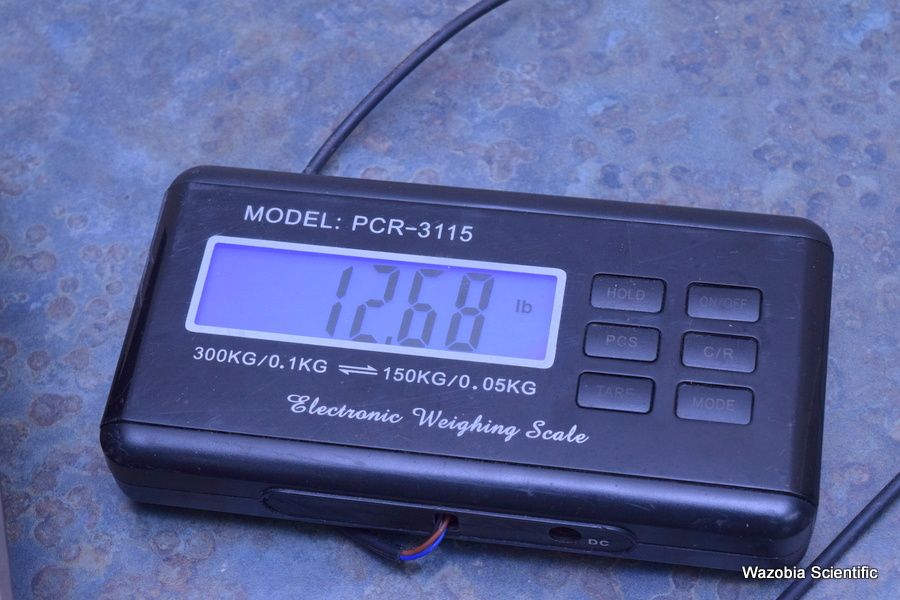 MODEL: PCR-3115
12.68 lb
300KG/0.1KG ⇌ 150KG/0.05KG
Electronic Weighing Scale
HOLD ON/OFF
PCS C/R
TARE MODE
DC
Wazobia Scientific